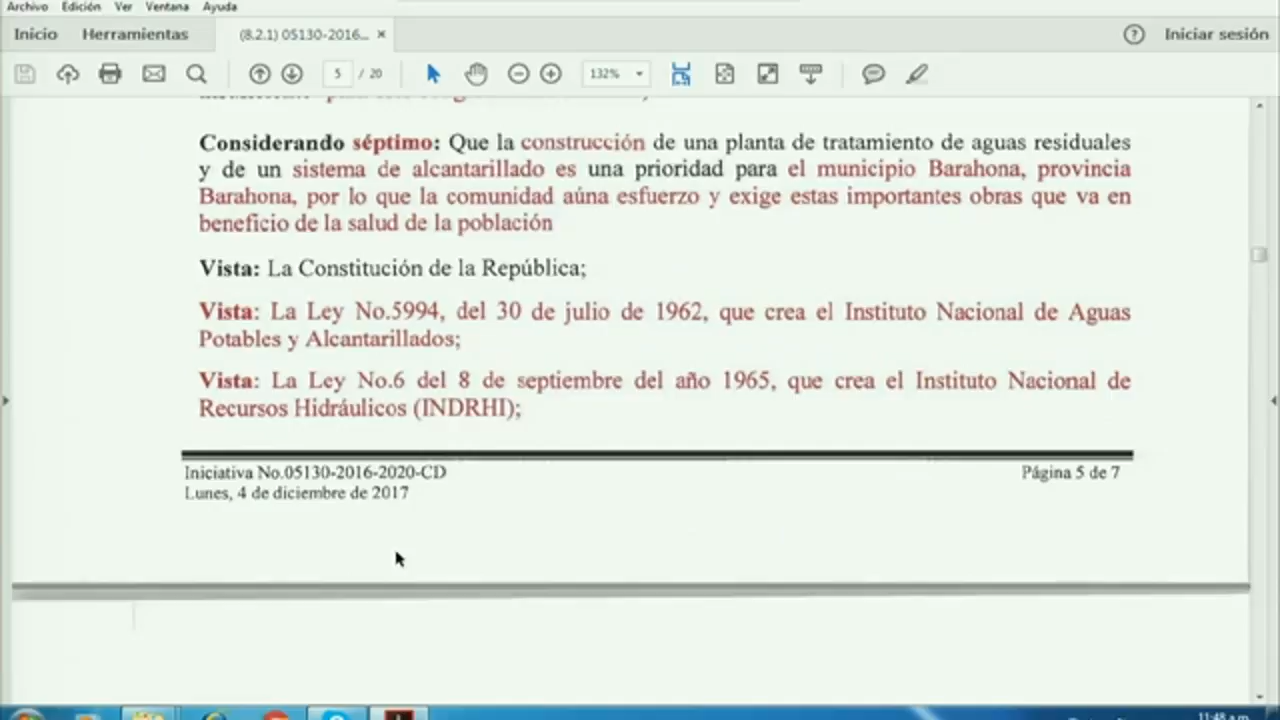 Archivo Edición Ver Ventana Ayuda
Inicio Herramientas (8.2.1) 05130-2016... × ? Iniciar sesión
5 / 20 132%
Considerando séptimo: Que la construcción de una planta de tratamiento de aguas residuales
y de un sistema de alcantarillado es una prioridad para el municipio Barahona, provincia
Barahona, por lo que la comunidad aúna esfuerzo y exige estas importantes obras que va en
beneficio de la salud de la población
Vista: La Constitución de la República;
Vista: La Ley No.5994, del 30 de julio de 1962, que crea el Instituto Nacional de Aguas
Potables y Alcantarillados;
Vista: La Ley No.6 del 8 de septiembre del año 1965, que crea el Instituto Nacional de
Recursos Hidráulicos (INDRHI);
Iniciativa No.05130-2016-2020-CD Página 5 de 7
Lunes, 4 de diciembre de 2017